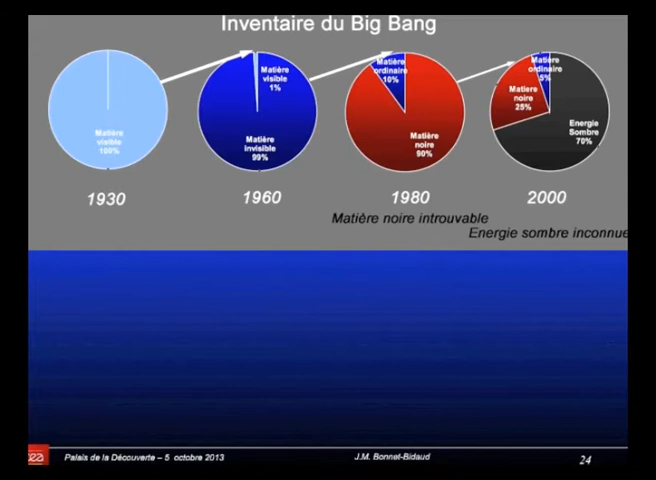 Inventaire du Big Bang
Matière
visible
100%
Matière
visible
1%
Matière
invisible
99%
Matière
ordinaire
10%
Matière
noire
90%
Matière
ordinaire
5%
Matière
noire
25%
Energie
Sombre
70%
1930
1960
1980
2000
Matière noire introuvable
Energie sombre inconnue
cea
Palais de la Découverte – 5 octobre 2013
J.M. Bonnet-Bidaud
24